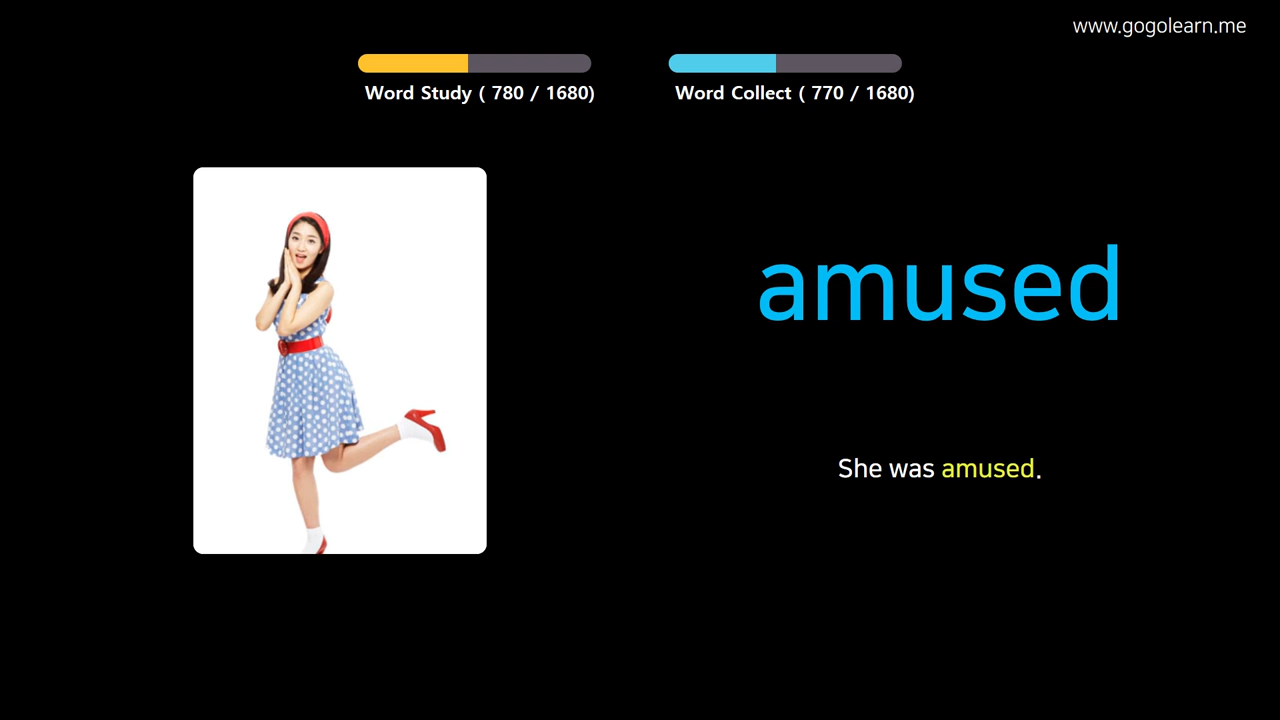 www.gogolearn.me
Word Study ( 780 / 1680)
Word Collect ( 770 / 1680)
amused
She was amused.